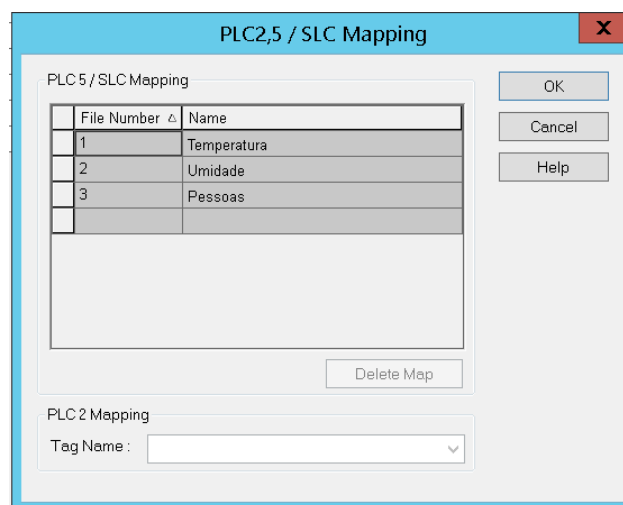 PLC2,5 / SLC Mapping
X
PLC 5 / SLC Mapping
OK
File Number Name
Cancel
1 Temperatura
2 Umidade
Help
3 Pessoas
Delete Map
PLC 2 Mapping
Tag Name :